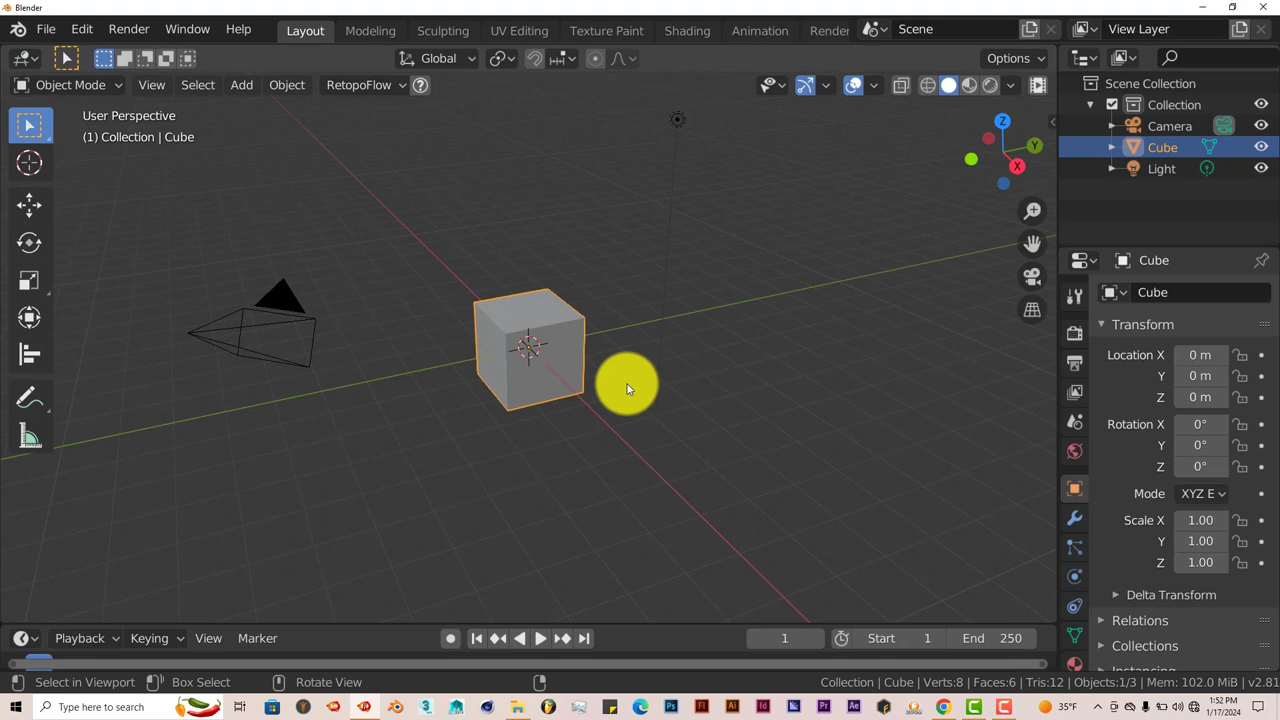 Blender
File Edit Render Window Help Layout Modeling Sculpting UV Editing Texture Paint Shading Animation Render Scene View Layer
Global Options
Object Mode View Select Add Object RetopoFlow
User Perspective
(1) Collection | Cube
Z
Y
X
Scene Collection
Collection
Camera
Cube
Light
Cube
Cube
Transform
Location X 0 m
Y 0 m
Z 0 m
Rotation X 0°
Y 0°
Z 0°
Mode XYZ E
Scale X 1.00
Y 1.00
Z 1.00
Delta Transform
Relations
Collections
Playback Keying View Marker 1 Start 1 End 250
Select in Viewport Box Select Rotate View Collection | Cube | Verts:8 | Faces:6 | Tris:12 | Objects:1/3 | Mem: 102.0 MiB | v2.81
Type here to search 35°F 1:52 PM
1/17/2024